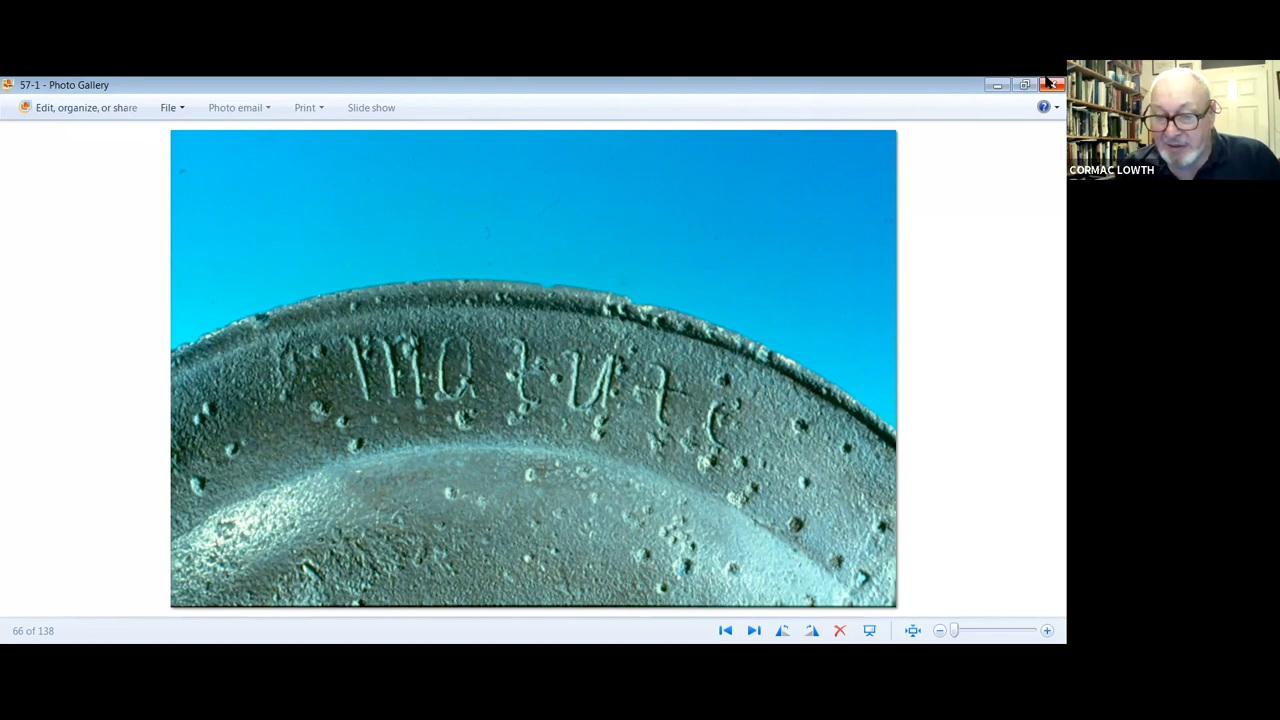 57-1 - Photo Gallery
Edit, organize, or share File Photo email Print Slide show
CORMAC LOWTH
66 of 138